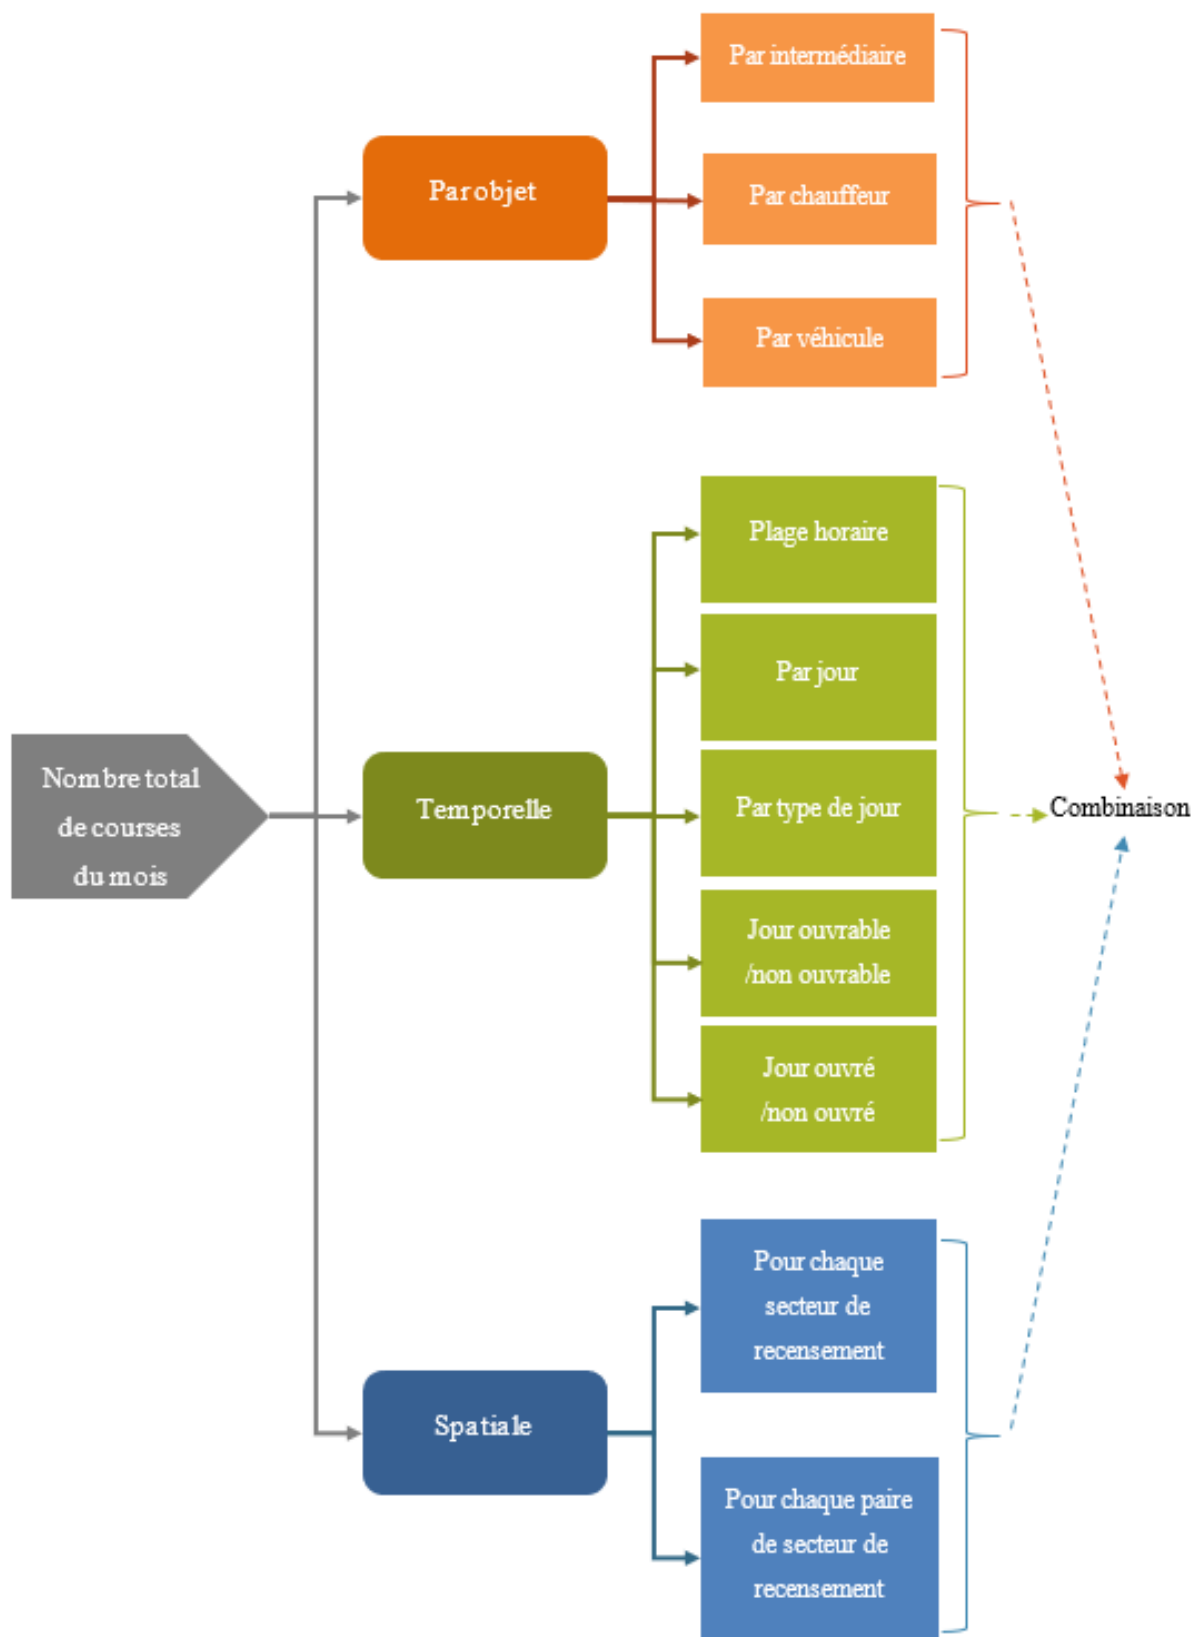 Par intermédiaire
Par objet
Par chauffeur
Par véhicule
Plage horaire
Par jour
Nombre total
de courses
du mois
Temporelle
Par type de jour
Combinaison
Jour ouvrable
/non ouvrable
Jour ouvré
/non ouvré
Pour chaque
secteur de
recensement
Spatiale
Pour chaque paire
de secteur de
recensement